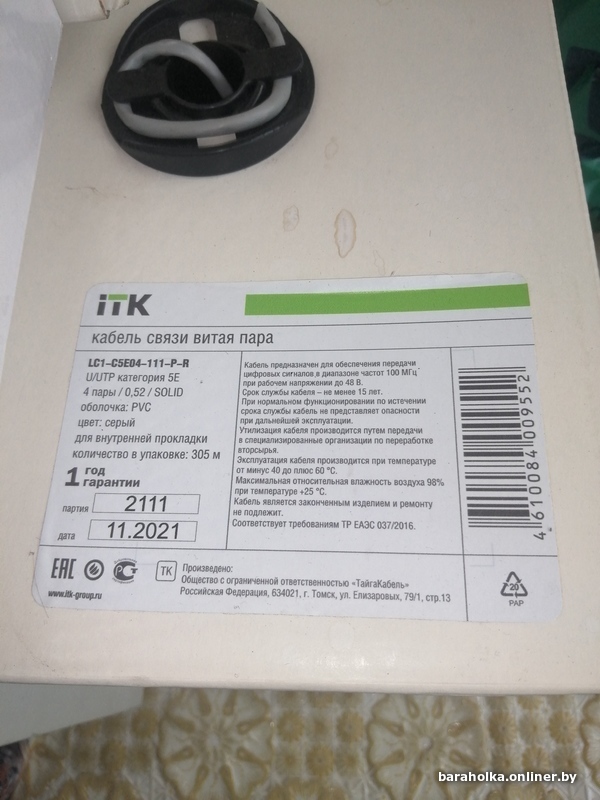 iTK
кабель связи витая пара
LC1-C5E04-111-P-R
U/UTP категория 5E
4 пары / 0,52 / SOLID
оболочка: PVC
цвет: серый
для внутренней прокладки
количество в упаковке: 305 м
1 год
гарантии
партия 2111
дата 11.2021
Кабель предназначен для обеспечения передачи
цифровых сигналов,в диапазоне частот 100 МГц
при рабочем напряжении до 48 В.
Срок службы кабеля – не менее 15 лет.
При нормальном функционировании по истечении
срока службы кабель не представляет опасности
при дальнейшей эксплуатации.
Утилизация кабеля производится путем передачи
в специализированные организации по переработке
вторсырья.
Эксплуатация кабеля производится при температуре
от минус 40 до плюс 60 °С.
Максимальная относительная влажность воздуха 98%
при температуре +25 °С.
Кабель является законченным изделием и ремонту
не подлежит.
Соответствует требованиям ТР ЕАЭС 037/2016.
4 610084 009552
EAC
www.itk-group.ru
ТК
Произведено:
Общество с ограниченной ответственностью «ТайгаКабель»
Российская Федерация, 634021, г. Томск, ул. Елизаровых, 79/1, стр.13
20
PAP
baraholka.onliner.by